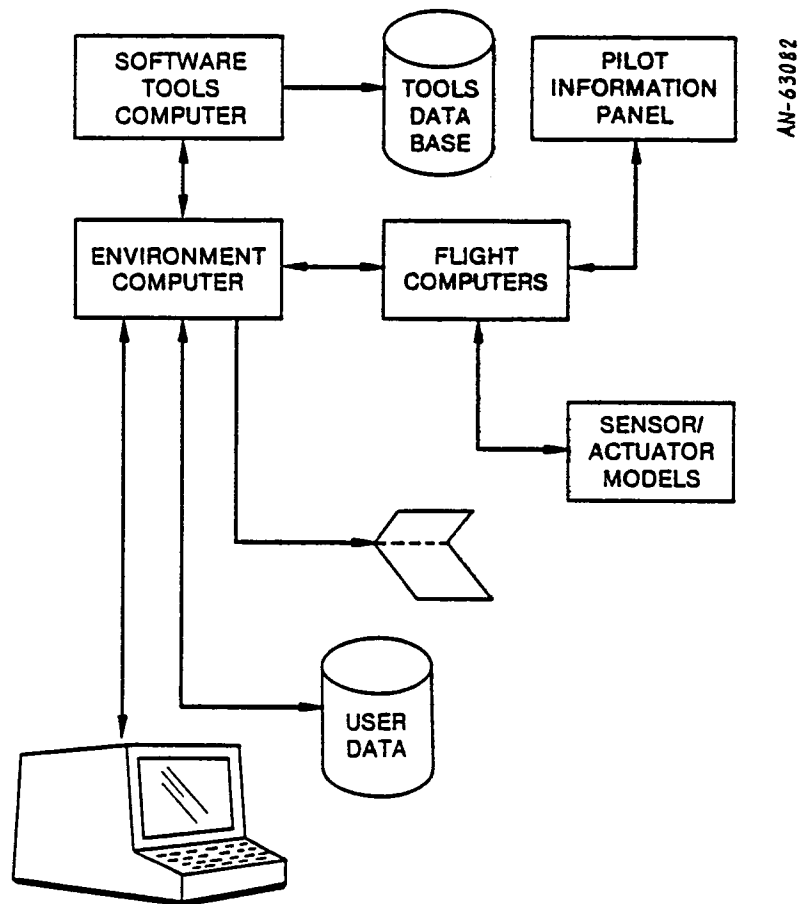 SOFTWARE
TOOLS
COMPUTER
TOOLS
DATA
BASE
PILOT
INFORMATION
PANEL
AN-63082
ENVIRONMENT
COMPUTER
FLIGHT
COMPUTERS
SENSOR/
ACTUATOR
MODELS
USER
DATA